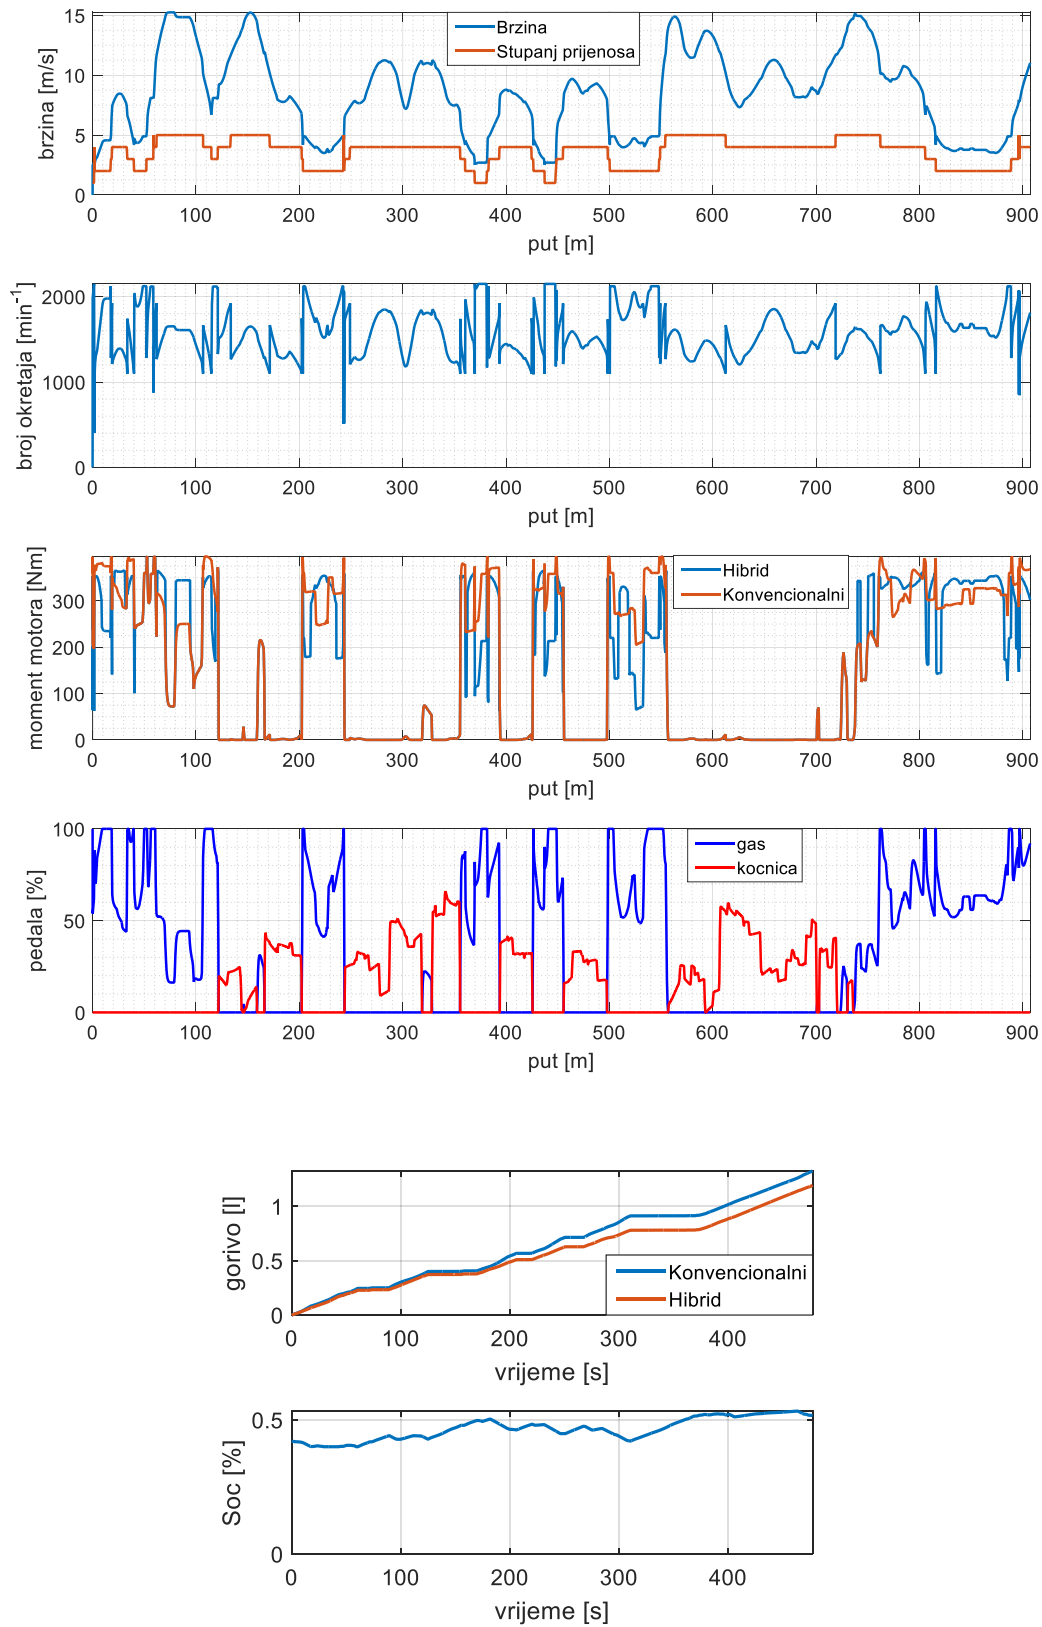 brzina [m/s]
15
10
5
0
Brzina
Stupanj prijenosa
0 100 200 300 400 500 600 700 800 900
put [m]
broj okretaja [min-1]
2000
1000
0
0 100 200 300 400 500 600 700 800 900
put [m]
moment motora [Nm]
300
200
100
0
Hibrid
Konvencionalni
0 100 200 300 400 500 600 700 800 900
put [m]
pedala [%]
100
50
0
gas
kocnica
0 100 200 300 400 500 600 700 800 900
put [m]
gorivo [l]
1
0.5
0
Konvencionalni
Hibrid
0 100 200 300 400
vrijeme [s]
Soc [%]
0.5
0
0 100 200 300 400
vrijeme [s]